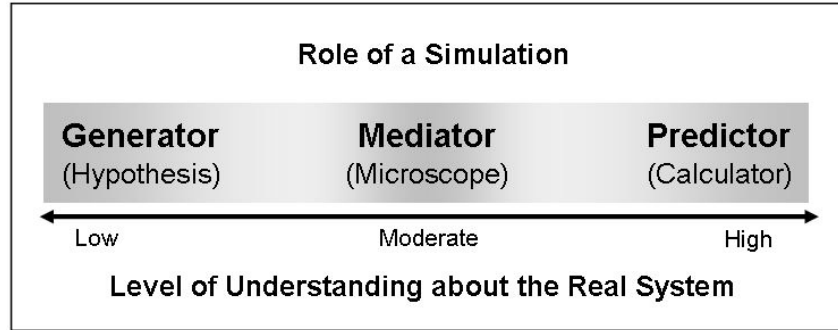 Role of a Simulation
Generator Mediator Predictor
(Hypothesis) (Microscope) (Calculator)
Low Moderate High
Level of Understanding about the Real System